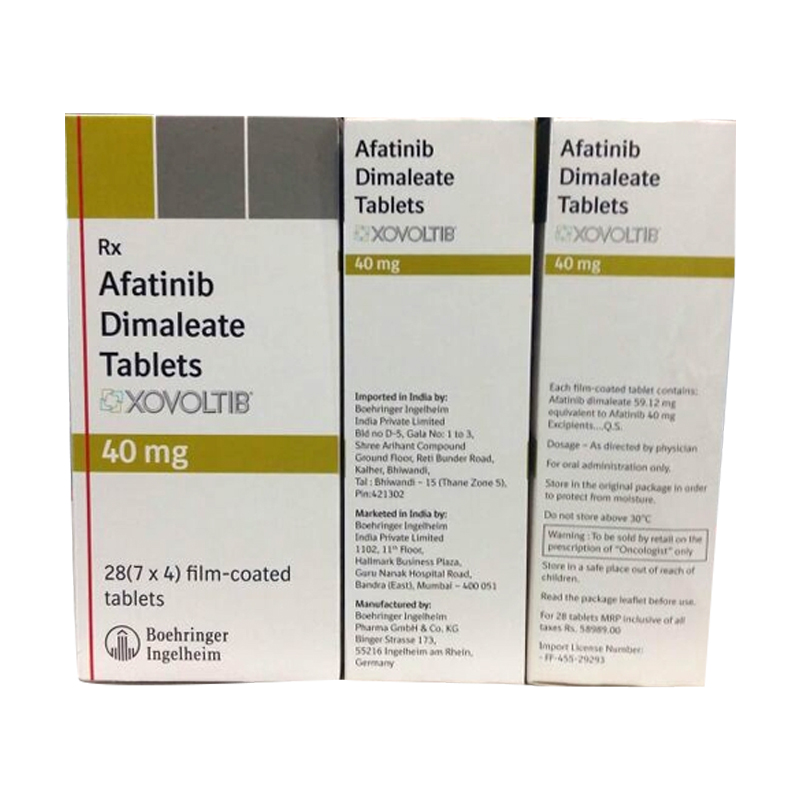 Rx
Afatinib
Dimaleate
Tablets
XOVOLTIB®
40 mg
28(7 x 4) film-coated
tablets
Boehringer
Ingelheim
Afatinib
Dimaleate
Tablets
XOVOLTIB®
40 mg
Imported in India by:
Boehringer Ingelheim
India Private Limited
Bld no D-5, Gala No: 1 to 3,
Shree Arihant Compound
Ground Floor, Reti Bunder Road,
Kalher, Bhiwandi,
Tal : Bhiwandi - 15 (Thane Zone 5),
Pin:421302
Marketed in India by:
Boehringer Ingelheim
India Private Limited
1102, 11th Floor,
Hallmark Business Plaza,
Guru Nanak Hospital Road,
Bandra (East), Mumbai - 400 051
Manufactured by:
Boehringer Ingelheim
Pharma GmbH & Co. KG
Binger Strasse 173,
55216 Ingelheim am Rhein,
Germany
Afatinib
Dimaleate
Tablets
XOVOLTIB®
40 mg
Each film-coated tablet contains:
Afatinib dimaleate 59.12 mg
equivalent to Afatinib 40 mg
Excipients....Q.S.
Dosage – As directed by physician
For oral administration only.
Store in the original package in order
to protect from moisture.
Do not store above 30°C
Warning : To be sold by retail on the
prescription of "Oncologist" only
Store in a safe place out of reach of
children.
Read the package leaflet before use.
For 28 tablets MRP inclusive of all
taxes Rs. 58989.00
Import License Number:
- FF-455-29293